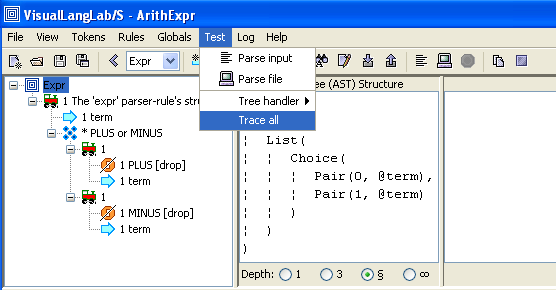 VisualLangLab/S - ArithExpr
File View Tokens Rules Globals Test Log Help
Expr
Parse input
Parse file
Tree handler
Trace all
Expr
1 The 'expr' parser-rule's stru
1 term
* PLUS or MINUS
1
1 PLUS [drop]
1 term
1
1 MINUS [drop]
1 term
ee (AST) Structure
List(
Choice(
Pair(0, @term),
Pair(1, @term)
)
)
)
Depth: 1 3 § ∞